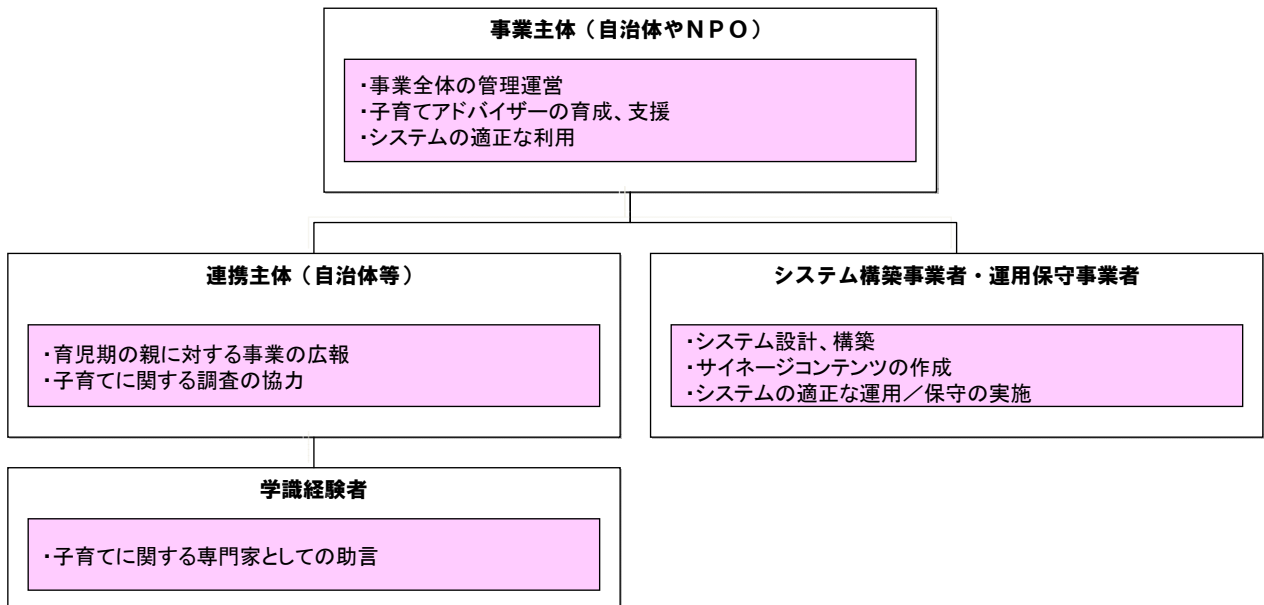 事業主体（自治体やＮＰＯ）
・事業全体の管理運営
・子育てアドバイザーの育成、支援
・システムの適正な利用
連携主体（自治体等）
・育児期の親に対する事業の広報
・子育てに関する調査の協力
システム構築事業者・運用保守事業者
・システム設計、構築
・サイネージコンテンツの作成
・システムの適正な運用／保守の実施
学識経験者
・子育てに関する専門家としての助言